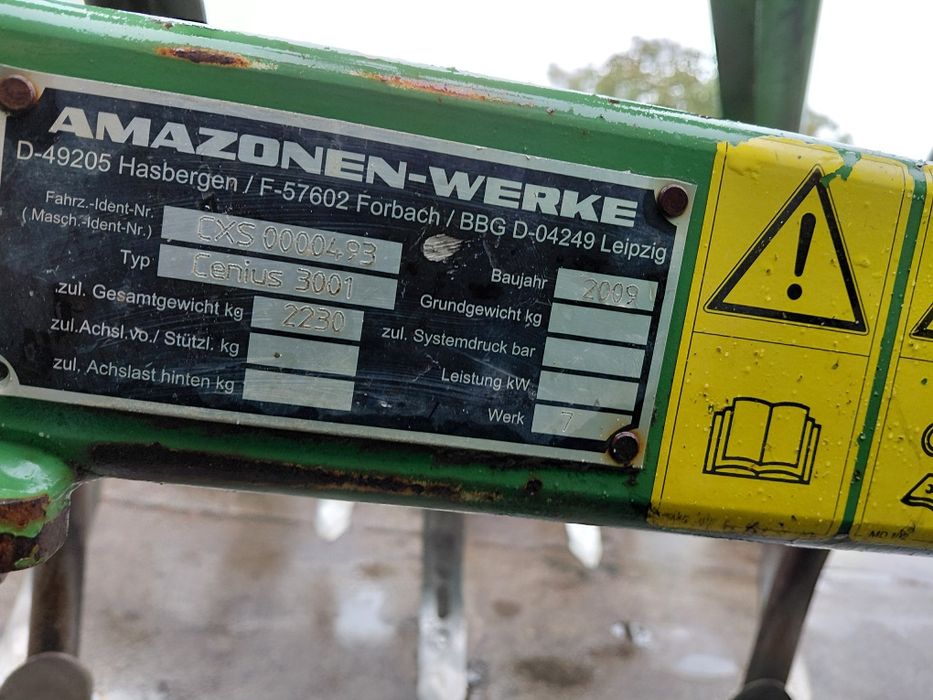 AMAZONEN-WERKE
D-49205 Hasbergen / F-57602 Forbach / BBG D-04249 Leipzig
Fahrz.-Ident-Nr.
(Masch.-Ident-Nr.) CXS 0000493
Typ Cenius 3001
Baujahr 2009
zul. Gesamtgewicht kg 2230
Grundgewicht kg
zul.Achsl.vo./ Stützl. kg
zul. Systemdruck bar
zul. Achslast hinten kg
Leistung kW
Werk 7